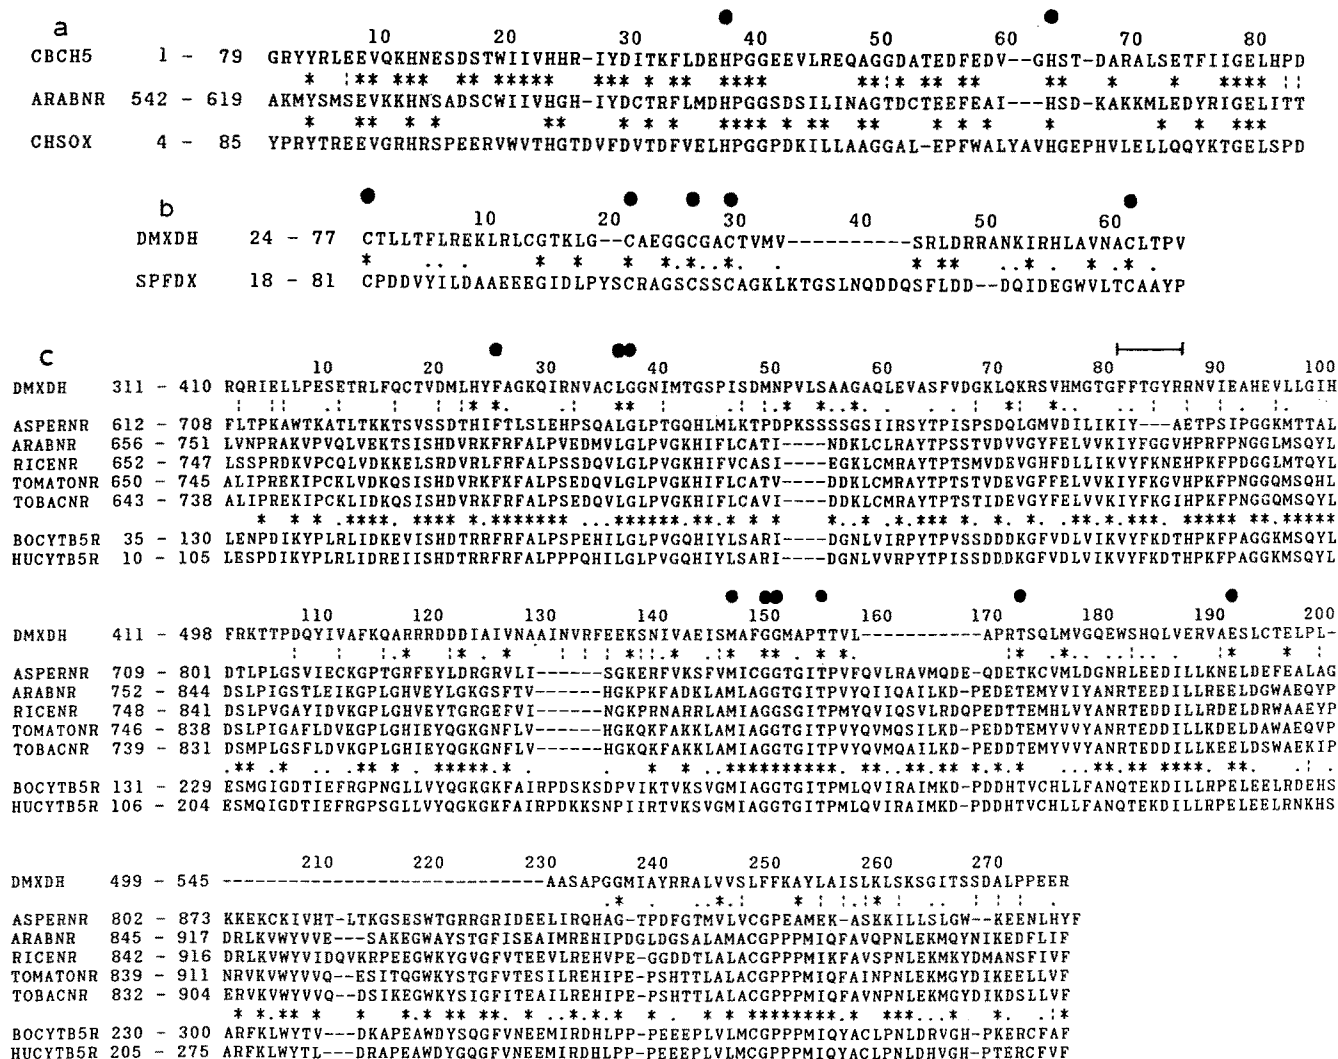 a
10 20 30 40 50 60 70 80
CBCH5 1 - 79 GRYYRLEEVQKHNESDSTWIIVHHR-IYDITKFLDEHPGGEEVLREQAGGDATEDFEDV--GHST-DARALSETFIIGELHPD
ARABNR 542 - 619 AKMYSMSEVKKHNSADSCWIIVHGH-IYDCTRFLMDHPGGSDSILINAGTDCTEEFEAI---HSD-KAKKMLEDYRIGELITT
CHSOX 4 - 85 YPRYTREEVGRHRSPEERVWVTHGTDVFDVTDFVELHPGGPDKILLAAGGAL-EPFWALYAVHGEPHVLELLQQYKTGELSPD
b
10 20 30 40 50 60
DMXDH 24 - 77 CTLLTFLREKLRLCGTKLG--CAEGGCGACTVMV----------SRLDRRANKIRHLAVNACLTPV
SPFDX 18 - 81 CPDDVYILDAAEEEGIDLPYSCRAGSCSSCAGKLKTGSLNQDDQSFLDD--DQIDEGWVLTCAAYP
c
10 20 30 40 50 60 70 80 90 100
DMXDH 311 - 410 RQRIELLPESETRLFQCTVDMLHYFAGKQIRNVACLGGNIMTGSPISDMNPVLSAAGAQLEVASFVDGKLQKRSVHMGTGFFTGYRRNVIEAHEVLLGIH
ASPERNR 612 - 708 FLTPKAWTKATLTKKTSVSSDTHIFTLSLEHPSQALGLPTGQHLMLKTPDPKSSSSGSIIRSYTPISPSDQLGMVDILIKIY---AETPSIPGGKMTTAL
ARABNR 656 - 751 LVNPRAKVPVQLVEKTSISHDVRKFRFALPVEDMVLGLPVGKHIFLCATI----NDKLCLRAYTPSSTVDVVGYFELVVKIYFGGVHPRFPNGGLMSQYL
RICENR 652 - 747 LSSPRDKVPCQLVDKKELSRDVRLFRFALPSSDQVLGLPVGKHIFVCASI----EGKLCMRAYTPTSMVDEVGHFDLLIKVYFKNEHPKFPDGGLMTQYL
TOMATONR 650 - 745 ALIPREKIPCKLVDKQSISHDVRKFRFALPSEDQVLGLPVGKHIFLCATV----DDKLCMRAYTPTSTVDEVGFFELVVKIYFKGVHPKFPNGGQMSQHL
TOBACNR 643 - 738 ALIPREKIPCKLIDKQSISHDVRKFRFALPSEDQVLGLPVGKHIFLCAVI----DDKLCMRAYTPTSTIDEVGYFELVVKIYFKGIHPKFPNGGQMSQYL
BOCYTB5R 35 - 130 LENPDIKYPLRLIDKEVISHDTRRFRFALPSPEHILGLPVGQHIYLSARI----DGNLVIRPYTPVSSDDDKGFVDLVIKVYFKDTHPKFPAGGKMSQYL
HUCYTB5R 10 - 105 LESPDIKYPLRLIDREIISHDTRRFRFALPPPQHILGLPVGQHIYLSARI----DGNLVVRPYTPISSDDDKGFVDLVIKVYFKDTHPKFPAGGKMSQYL
110 120 130 140 150 160 170 180 190 200
DMXDH 411 - 498 FRKTTPDQYIVAFKQARRRDDDIAIVNAAINVRFEEKSNIVAEISMAFGGMAPTTVL-----------APRTSQLMVGQEWSHQLVERVAESLCTELPL-
ASPERNR 709 - 801 DTLPLGSVIECKGPTGRFEYLDRGRVLI------SGKERFVKSFVMICGGTGITPVFQVLRAVMQDE-QDETKCVMLDGNRLEEDILLKNELDEFEALAG
ARABNR 752 - 844 DSLPIGSTLEIKGPLGHVEYLGKGSFTV------HGKPKFADKLAMLAGGTGITPVYQIIQAILKD-PEDETEMYVIYANRTEEDILLREELDGWAEQYP
RICENR 748 - 841 DSLPVGAYIDVKGPLGHVEYTGRGEFVI------NGKPRNARRLAMIAGGSGITPMYQVIQSVLRDQPEDTTEMHLVYANRTEDDILLRDELDRWAAEYP
TOMATONR 746 - 838 DSLPIGAFLDVKGPLGHIEYQGKGNFLV------HGKQKFAKKLAMIAGGTGITPVYQVMQSILKD-PEDDTEMYVVYANRTEDDILLKDELDAWAEQVP
TOBACNR 739 - 831 DSMPLGSFLDVKGPLGHIEYQGKGNFLV------HGKQKFAKKLAMIAGGTGITPVYQVMQAILKD-PEDDTEMYVVYANRTEDDILLKEELDSWAEKIP
BOCYTB5R 131 - 229 ESMGIGDTIEFRGPNGLLVYQGKGKFAIRPDSKSDPVIKTVKSVGMIAGGTGITPMLQVIRAIMKD-PDDHTVCHLLFANQTEKDILLRPELEELRDEHS
HUCYTB5R 106 - 204 ESMQIGDTIEFRGPSGLLVYQGKGKFAIRPDKKSNPIIRTVKSVGMIAGGTGITPMLQVIRAIMKD-PDDHTVCHLLFANQTEKDILLRPELEELRNKHS
210 220 230 240 250 260 270
DMXDH 499 - 545 -----------------------------AASAPGGMIAYRRALVVSLFFKAYLAISLKLSKSGITSSDALPPEER
ASPERNR 802 - 873 KKEKCKIVHT-LTKGSESWTGRRGRIDEELIRQHAG-TPDFGTMVLVCGPEAMEK-ASKKILLSLGW--KEENLHYF
ARABNR 845 - 917 DRLKVWYVVE---SAKEGWAYSTGFISEAIMREHIPDGLDGSALAMACGPPPMIQFAVQPNLEKMQYNIKEDFLIF
RICENR 842 - 916 DRLKVWYVIDQVKRPEEGWKYGVGFVTEEVLREHVPE-GGDDTLALACGPPPMIKFAVSPNLEKMKYDMANSFIVF
TOMATONR 839 - 911 NRVKVWYVVQ--ESITQGWKYSTGFVTESILREHIPE-PSHTTLALACGPPPMIQFAINPNLEKMGYDIKEELLVF
TOBACNR 832 - 904 ERVKVWYVVQ--DSIKEGWKYSIGFITEAILREHIPE-PSHTTLALACGPPPMIQFAVNPNLEKMGYDIKDSLLVF
BOCYTB5R 230 - 300 ARFKLWYTV---DKAPEAWDYSQGFVNEEMIRDHLPP-PEEEPLVLMCGPPPMIQYACLPNLDRVGH-PKERCFAF
HUCYTB5R 205 - 275 ARFKLWYTL---DRAPEAWDYGQGFVNEEMIRDHLPP-PEEEPLVLMCGPPPMIQYACLPNLDHVGH-PTERCFVF